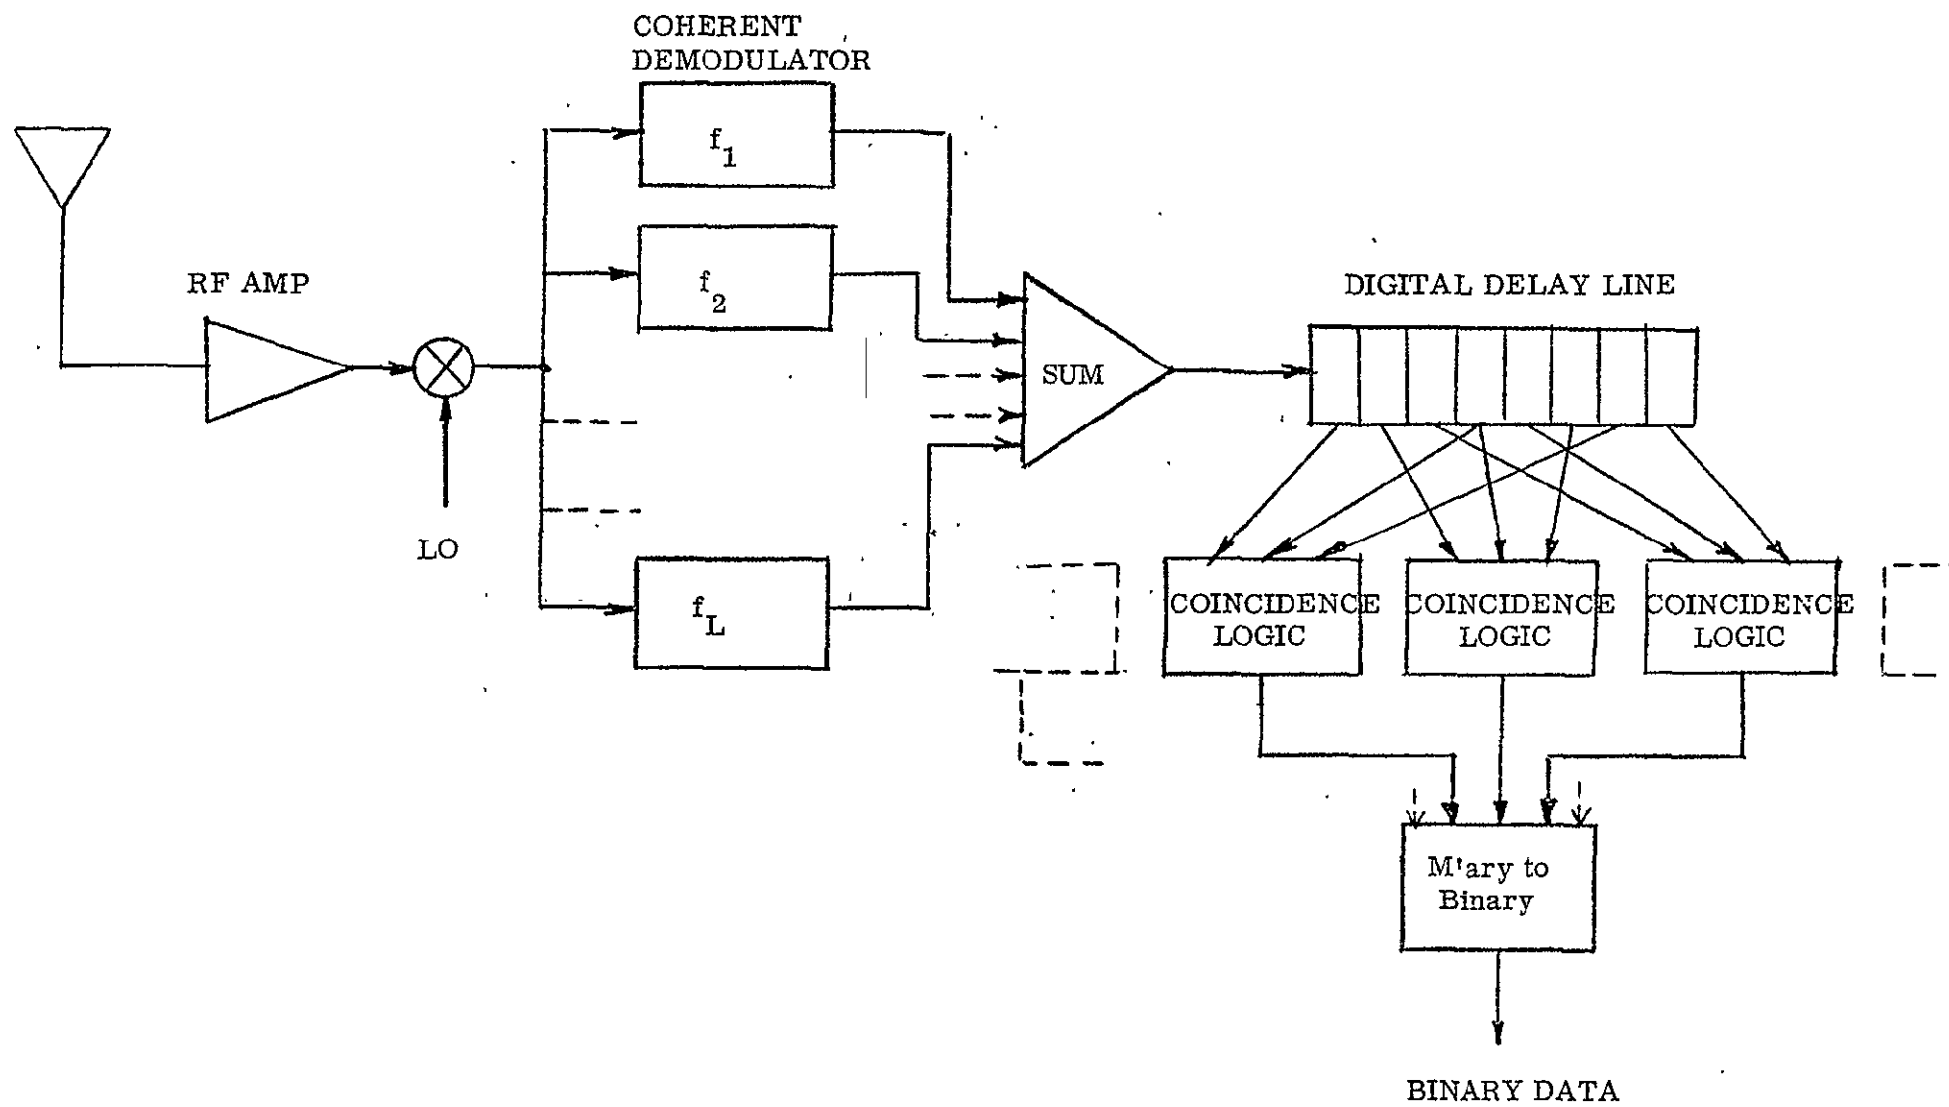 COHERENT
DEMODULATOR
f1
RF AMP
f2
DIGITAL DELAY LINE
SUM
LO
fL
COINCIDENCE
LOGIC
COINCIDENCE
LOGIC
COINCIDENCE
LOGIC
M'ary to
Binary
BINARY DATA